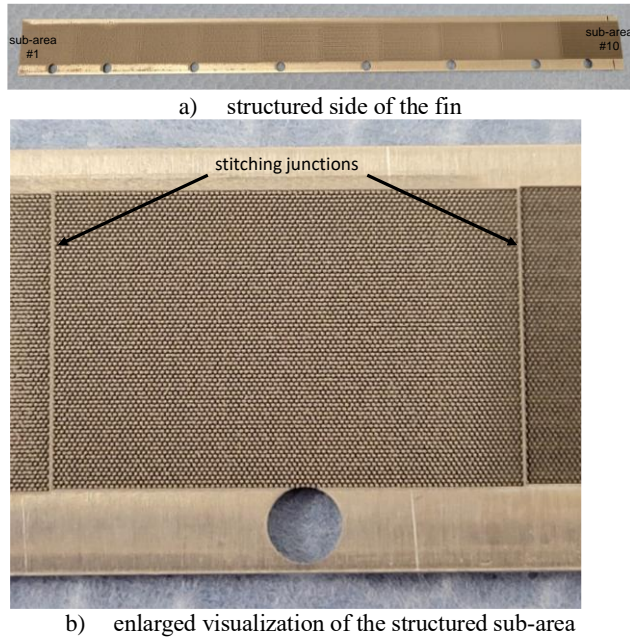 sub-area
#1
sub-area
#10
a) structured side of the fin
stitching junctions
b) enlarged visualization of the structured sub-area